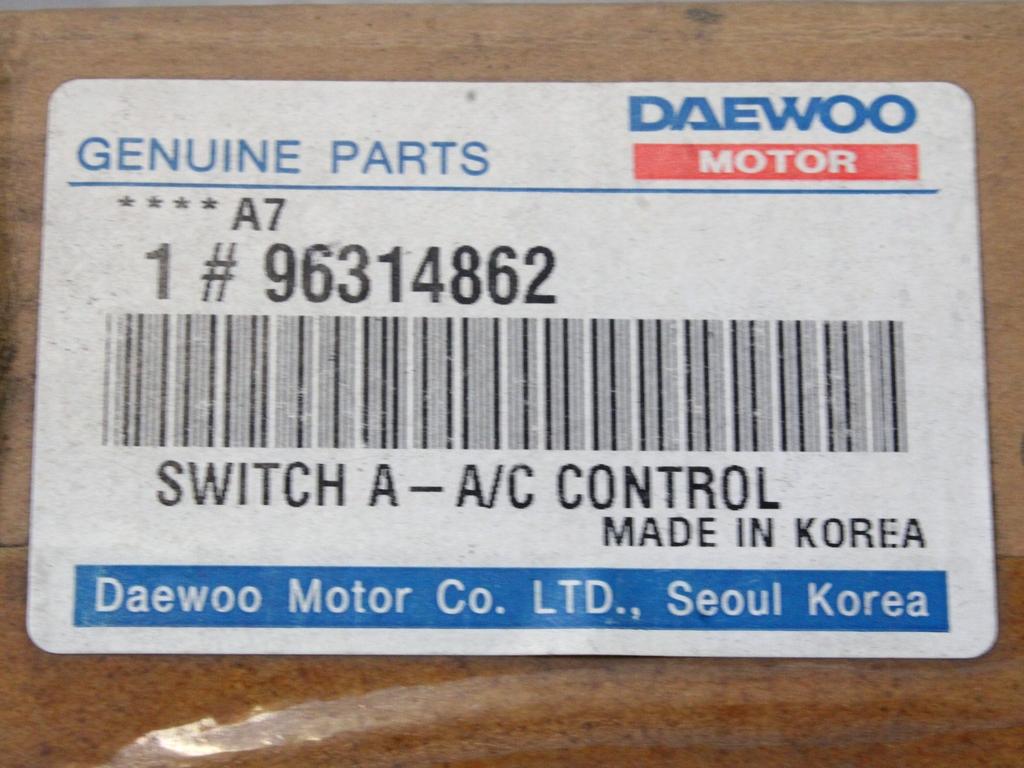 DAEWOO
MOTOR
GENUINE PARTS
**** A7
1 # 96314862
SWITCH A – A/C CONTROL
MADE IN KOREA
Daewoo Motor Co. LTD., Seoul Korea